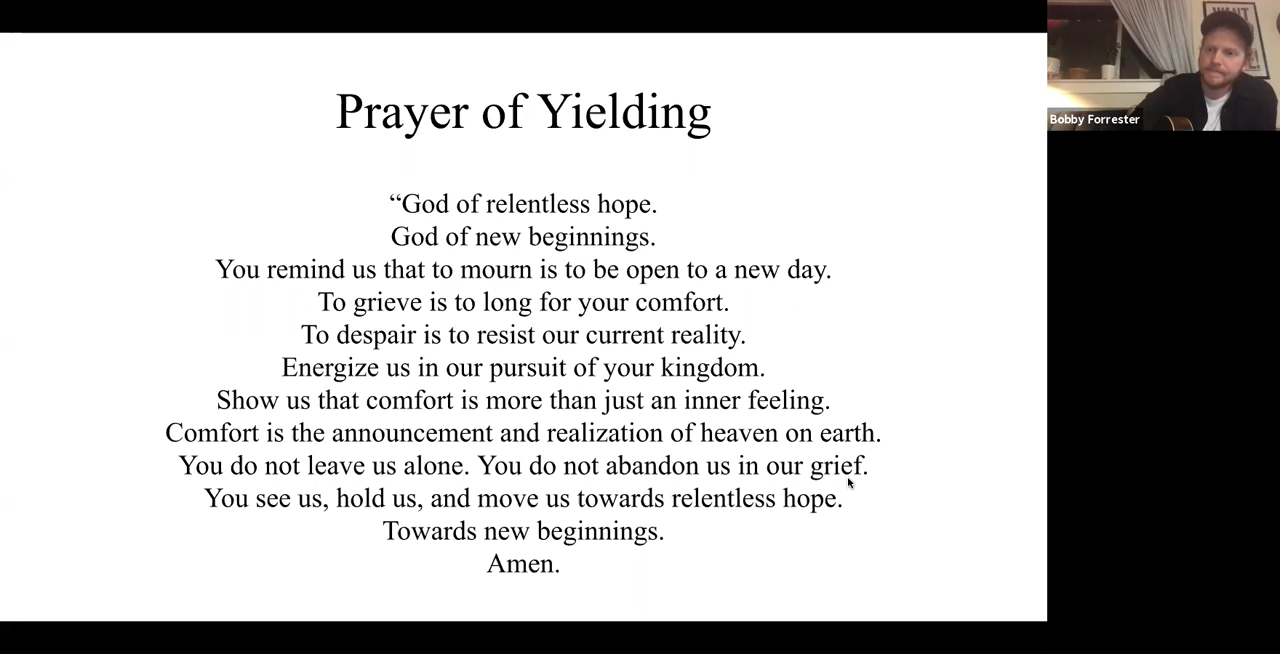 Prayer of Yielding
“God of relentless hope.
God of new beginnings.
You remind us that to mourn is to be open to a new day.
To grieve is to long for your comfort.
To despair is to resist our current reality.
Energize us in our pursuit of your kingdom.
Show us that comfort is more than just an inner feeling.
Comfort is the announcement and realization of heaven on earth.
You do not leave us alone. You do not abandon us in our grief.
You see us, hold us, and move us towards relentless hope.
Towards new beginnings.
Amen.
WANT
Bobby Forrester